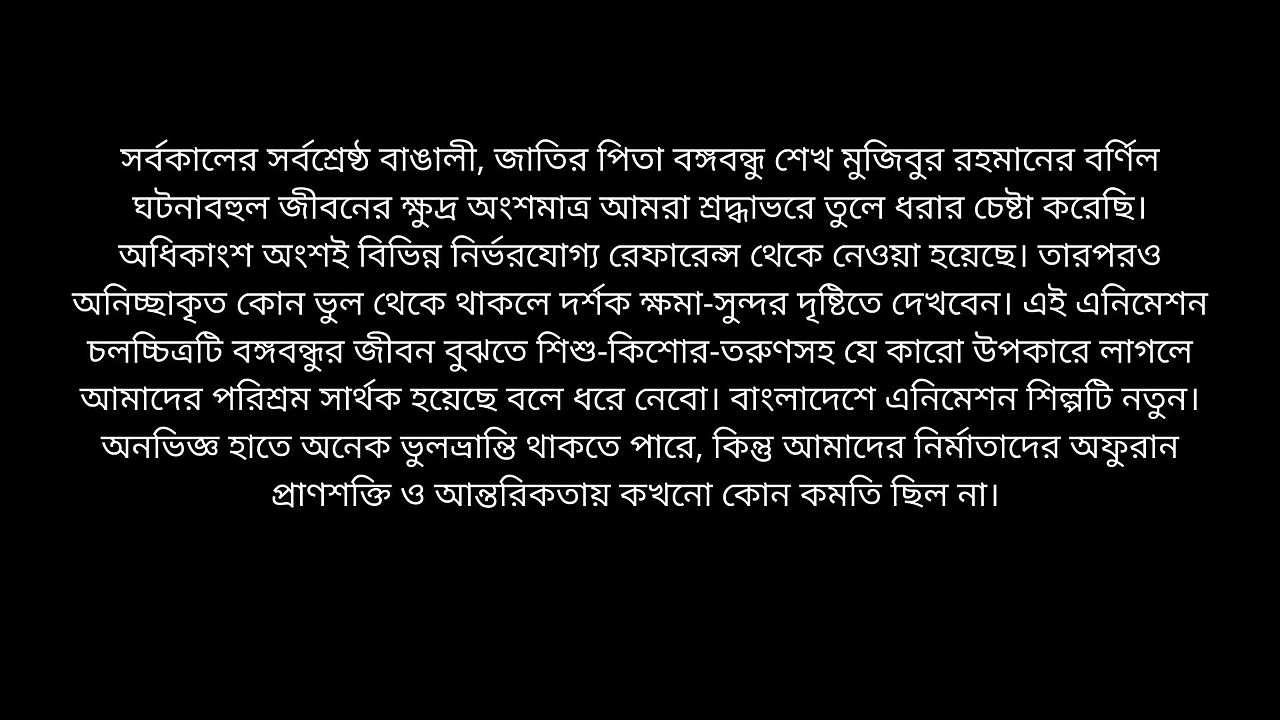 সর্বকালের সর্বশ্রেষ্ঠ বাঙালী, জাতির পিতা বঙ্গবন্ধু শেখ মুজিবুর রহমানের বর্ণিল
ঘটনাবহুল জীবনের ক্ষুদ্র অংশমাত্র আমরা শ্রদ্ধাভরে তুলে ধরার চেষ্টা করেছি।
অধিকাংশ অংশই বিভিন্ন নির্ভরযোগ্য রেফারেন্স থেকে নেওয়া হয়েছে। তারপরও
অনিচ্ছাকৃত কোন ভুল থেকে থাকলে দর্শক ক্ষমা-সুন্দর দৃষ্টিতে দেখবেন। এই এনিমেশন
চলচ্চিত্রটি বঙ্গবন্ধুর জীবন বুঝতে শিশু-কিশোর-তরুণসহ যে কারো উপকারে লাগলে
আমাদের পরিশ্রম সার্থক হয়েছে বলে ধরে নেবো। বাংলাদেশে এনিমেশন শিল্পটি নতুন।
অনভিজ্ঞ হাতে অনেক ভুলভ্রান্তি থাকতে পারে, কিন্তু আমাদের নির্মাতাদের অফুরান
প্রাণশক্তি ও আন্তরিকতায় কখনো কোন কমতি ছিল না।